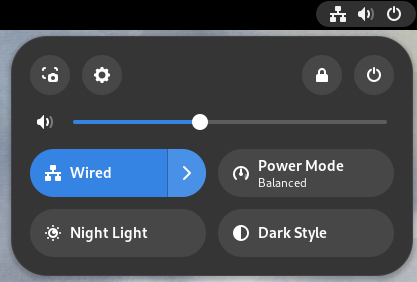 Wired
Power Mode
Balanced
Night Light
Dark Style